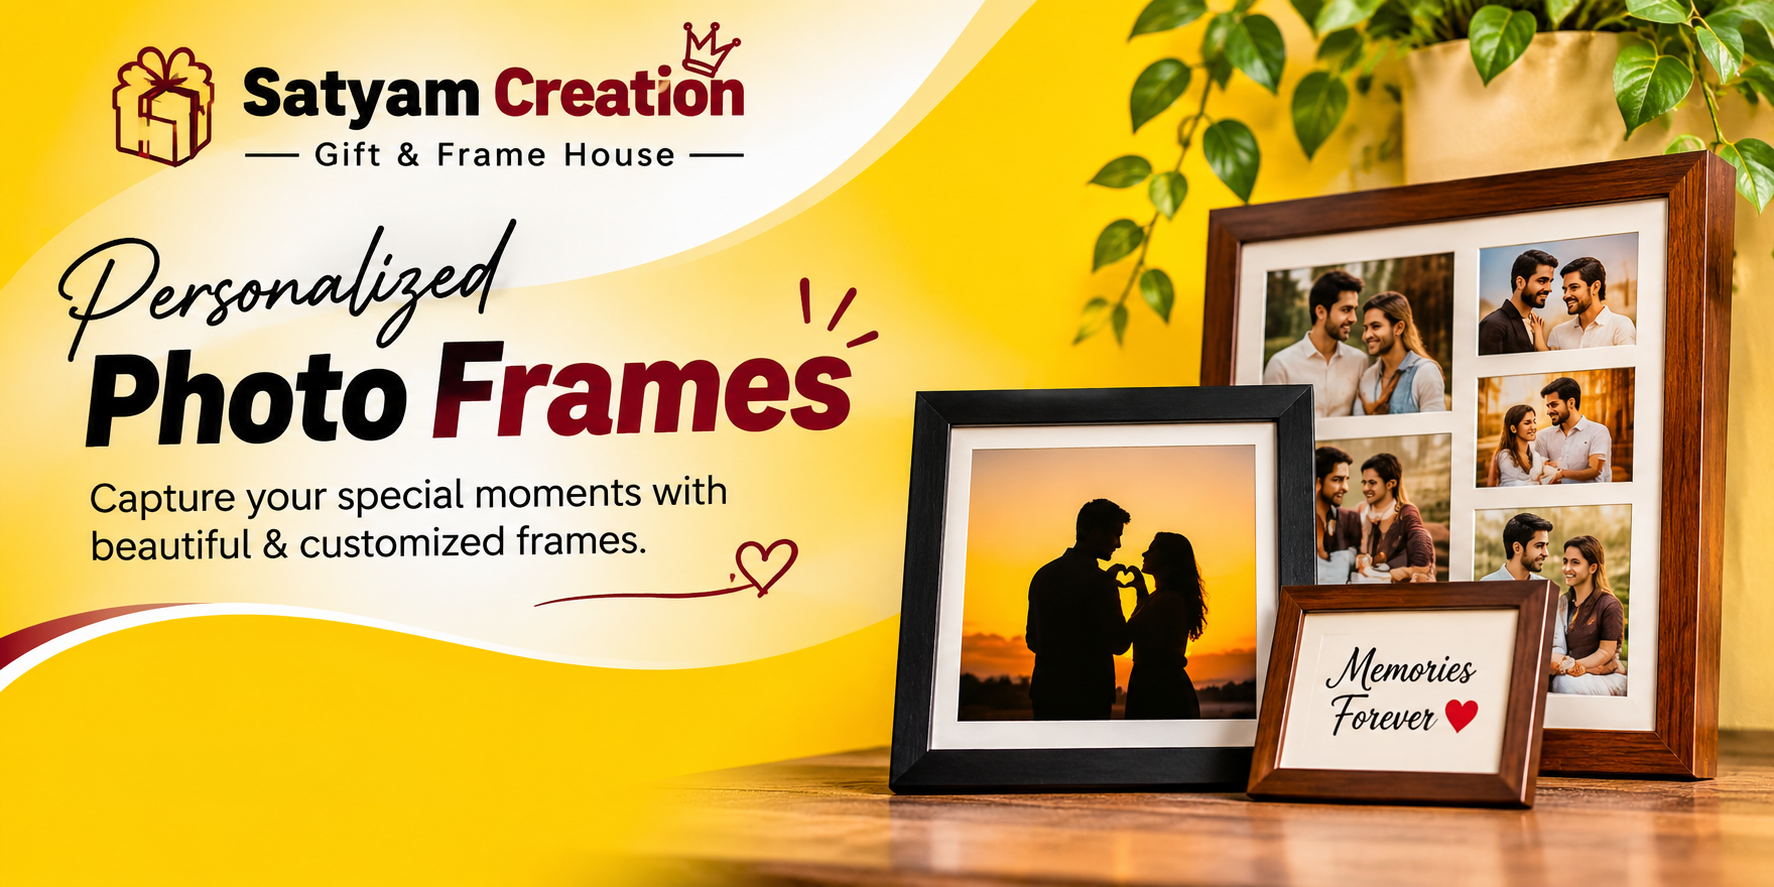 Satyam Creation
Gift & Frame House
Personalized
Photo Frames
Capture your special moments with
beautiful & customized frames.
Memories
Forever